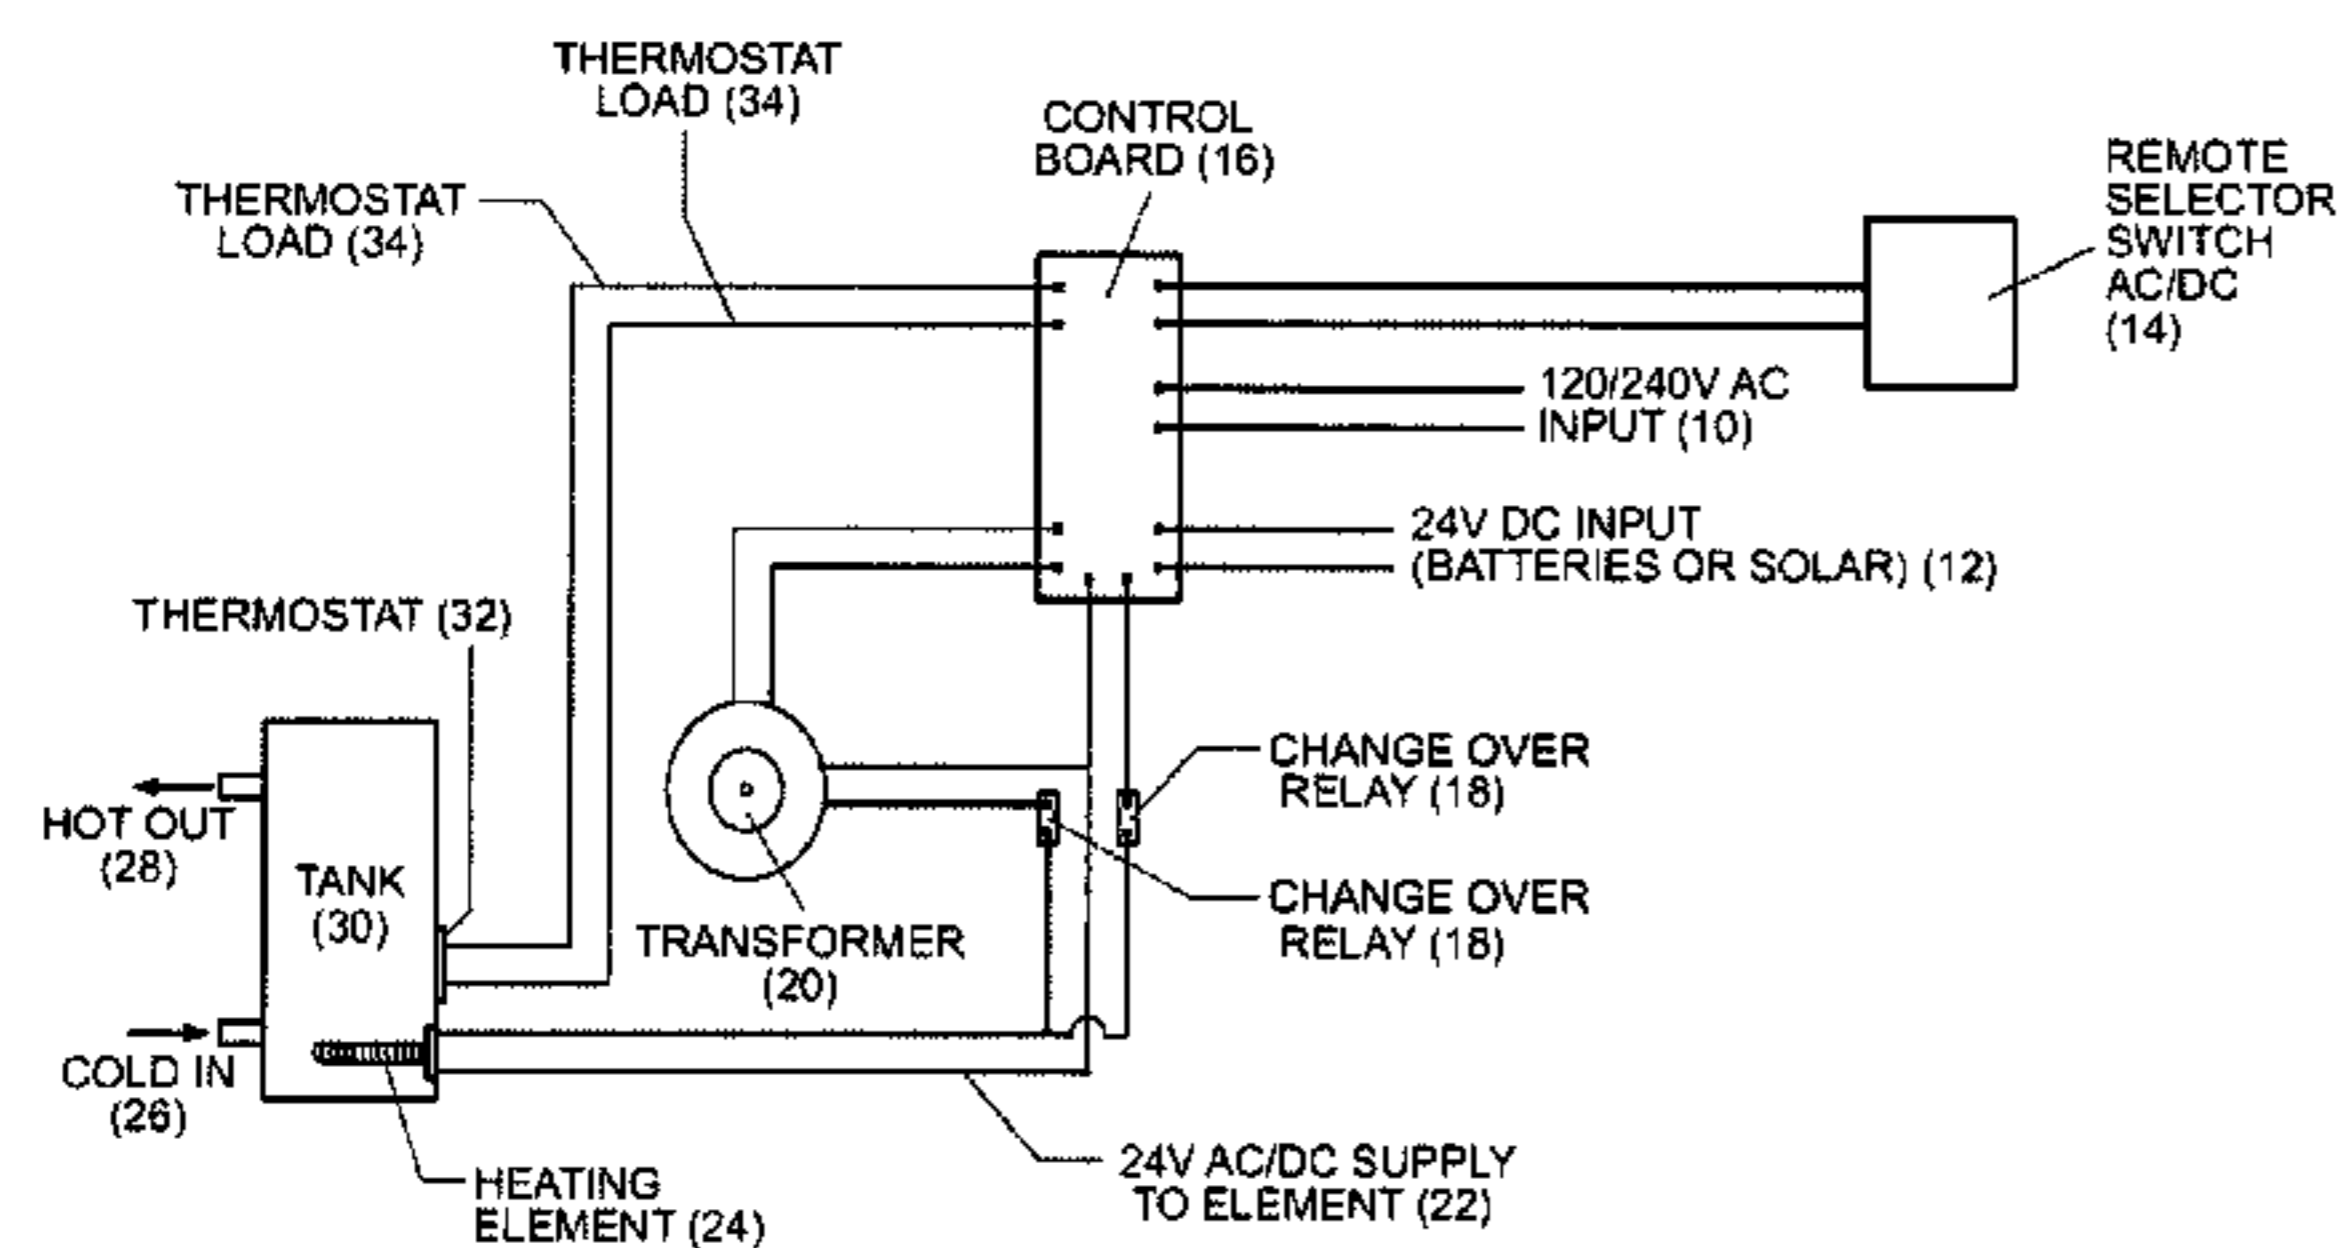 THERMOSTAT
LOAD (34)
CONTROL
BOARD (16)
REMOTE
SELECTOR
SWITCH
AC/DC
(14)
THERMOSTAT
LOAD (34)
120/240V AC
INPUT (10)
24V DC INPUT
(BATTERIES OR SOLAR) (12)
THERMOSTAT (32)
CHANGE OVER
RELAY (18)
HOT OUT
(28)
TANK
(30)
CHANGE OVER
RELAY (18)
TRANSFORMER
(20)
COLD IN
(26)
24V AC/DC SUPPLY
TO ELEMENT (22)
HEATING
ELEMENT (24)